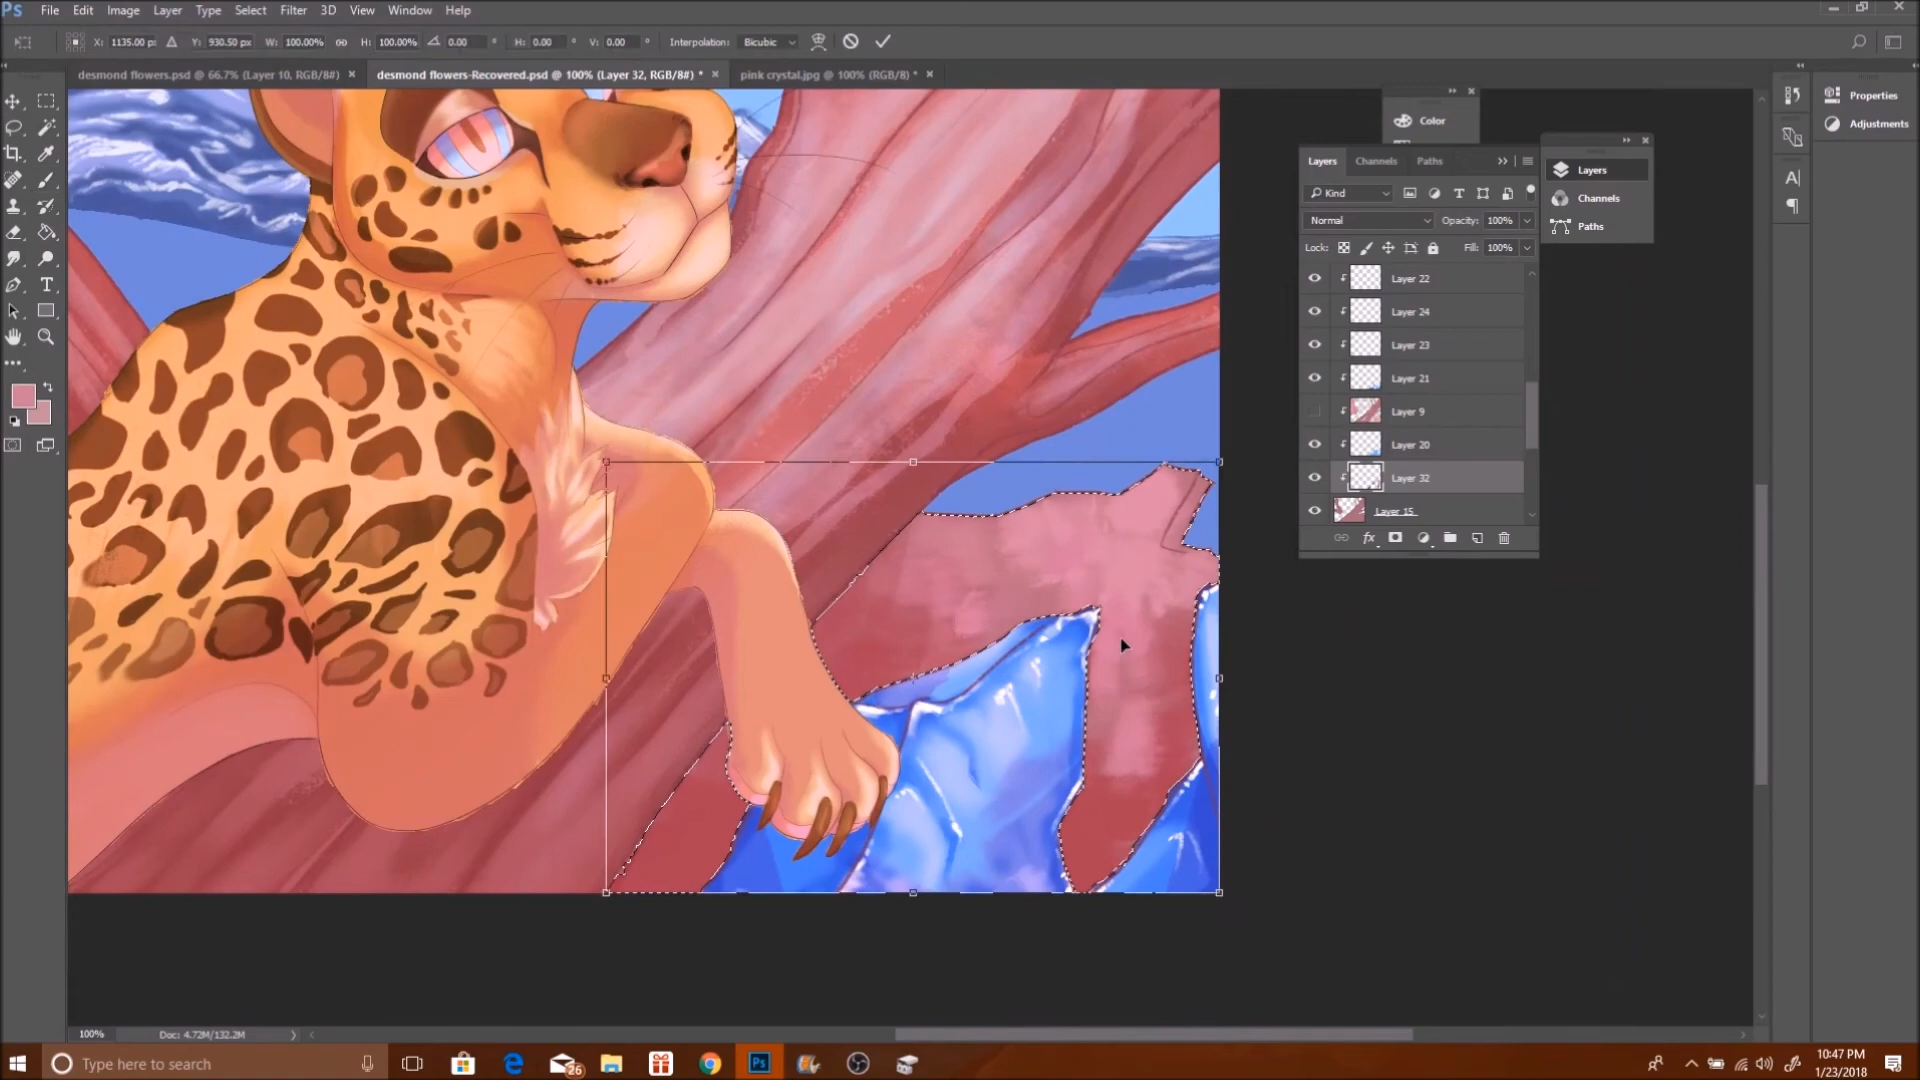 Ps File Edit Image Layer Type Select Filter 3D View Window Help
X: 1135.00 px Y: 930.50 px W: 100.00% H: 100.00% 0.00 ° H: 0.00 ° V: 0.00 ° Interpolation: Bicubic
desmond flowers.psd @ 66.7% (Layer 10, RGB/8#) × desmond flowers-Recovered.psd @ 100% (Layer 32, RGB/8#) * × pink crystal.jpg @ 100% (RGB/8) * ×
Properties
Adjustments
Color
Layers Channels Paths
Kind
Normal Opacity: 100%
Lock: Fill: 100%
Layer 22
Layer 24
Layer 23
Layer 21
Layer 9
Layer 20
Layer 32
Layer 15
fx
Layers
Channels
Paths
100% Doc: 4.72M/132.2M
Type here to search
26
Ps
10:47 PM
1/23/2018